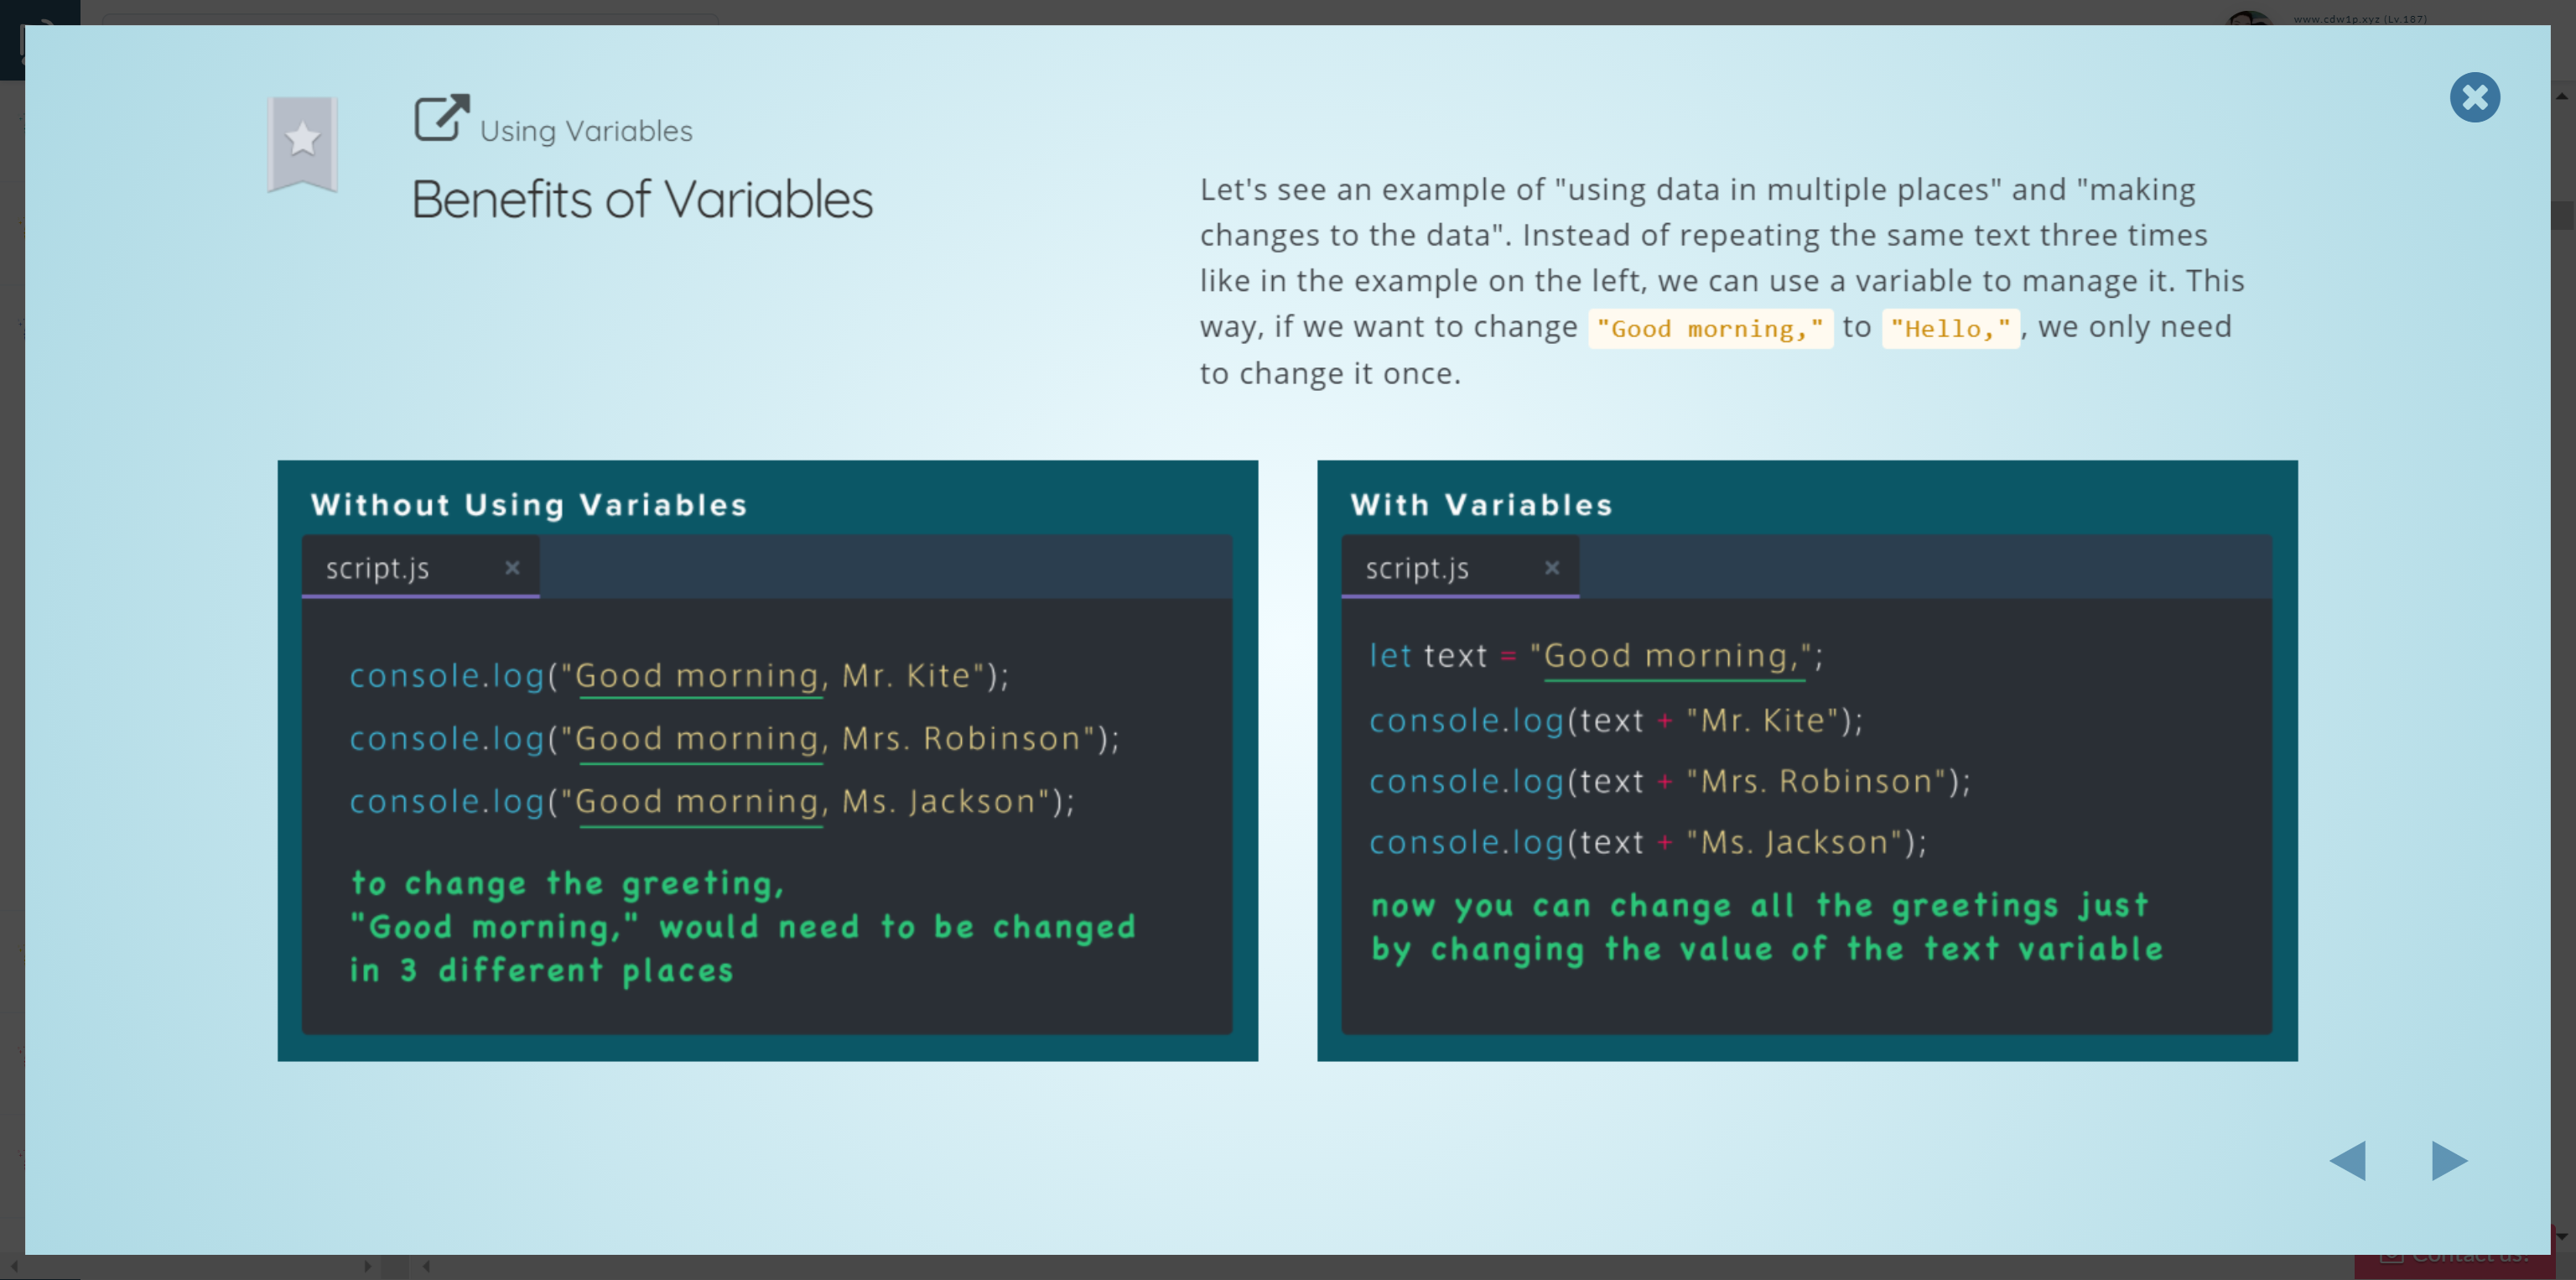 www.cdw1p.xyz (Lv.187)
Using Variables
Benefits of Variables
Let's see an example of "using data in multiple places" and "making
changes to the data". Instead of repeating the same text three times
like in the example on the left, we can use a variable to manage it. This
way, if we want to change "Good morning," to "Hello,", we only need
to change it once.
Without Using Variables
script.js ×
console.log("Good morning, Mr. Kite");
console.log("Good morning, Mrs. Robinson");
console.log("Good morning, Ms. Jackson");
to change the greeting,
"Good morning," would need to be changed
in 3 different places
With Variables
script.js ×
let text = "Good morning,";
console.log(text + "Mr. Kite");
console.log(text + "Mrs. Robinson");
console.log(text + "Ms. Jackson");
now you can change all the greetings just
by changing the value of the text variable
Contact us!